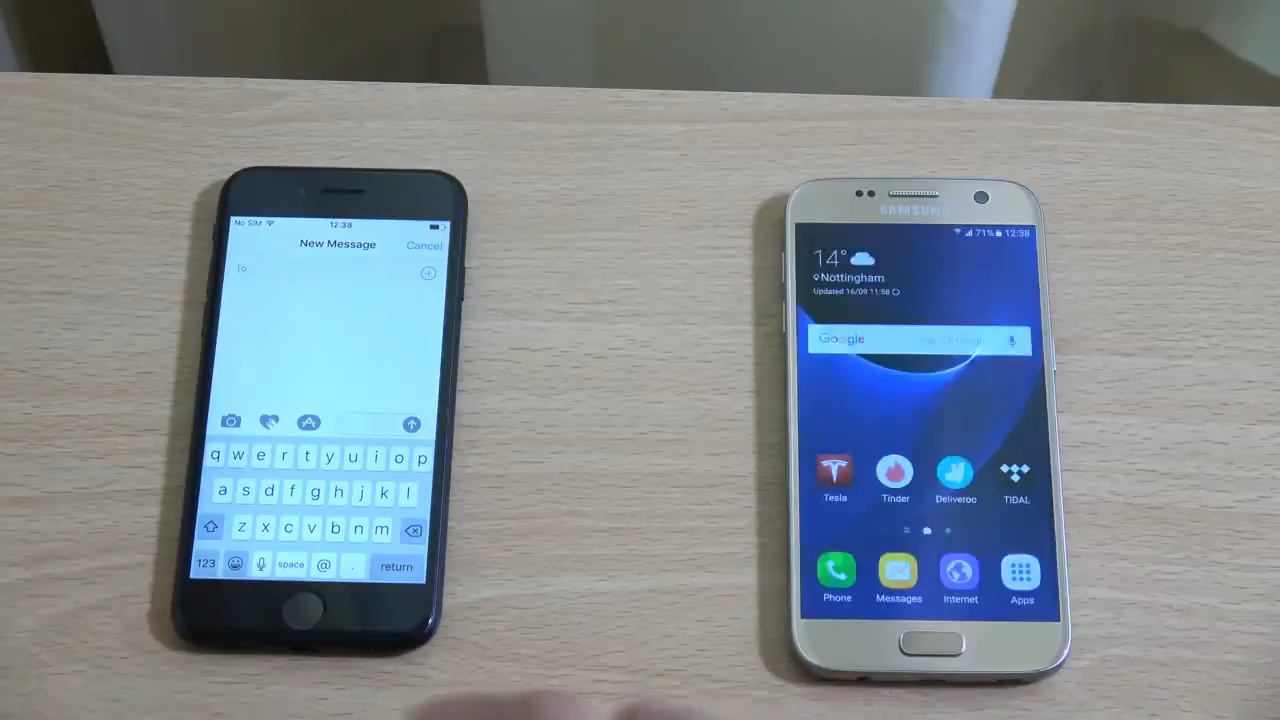 No SIM
12:38
New Message
Cancel
To
q w e r t y u i o p
a s d f g h j k l
z x c v b n m
123
space
@
.
return
SAMSUNG
71%
12:38
14°
Nottingham
Updated 16/09 11:58
Google
Tesla
Tinder
Deliveroo
TIDAL
Phone
Messages
Internet
Apps